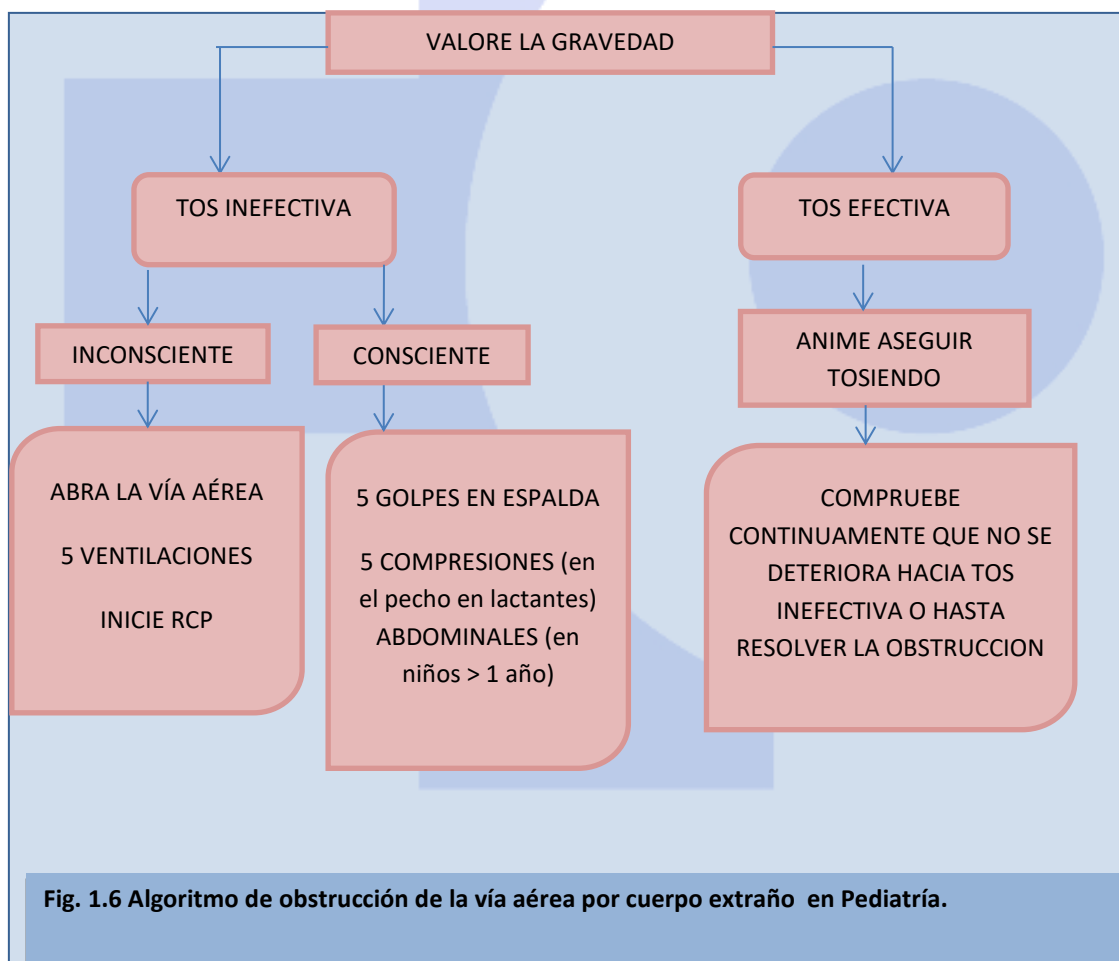 VALORE LA GRAVEDAD
TOS INEFECTIVA
TOS EFECTIVA
INCONSCIENTE
CONSCIENTE
ANIME ASEGUIR
TOSIENDO
ABRA LA VÍA AÉREA
5 VENTILACIONES
INICIE RCP
5 GOLPES EN ESPALDA
5 COMPRESIONES (en
el pecho en lactantes)
ABDOMINALES (en
niños > 1 año)
COMPRUEBE
CONTINUAMENTE QUE NO SE
DETERIORA HACIA TOS
INEFECTIVA O HASTA
RESOLVER LA OBSTRUCCION
Fig. 1.6 Algoritmo de obstrucción de la vía aérea por cuerpo extraño en Pediatría.